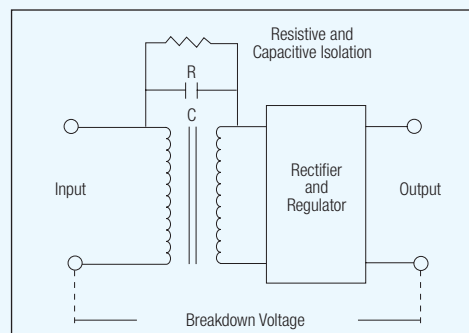 Resistive and
Capacitive Isolation
R
C
Input
Rectifier
and
Regulator
Output
Breakdown Voltage